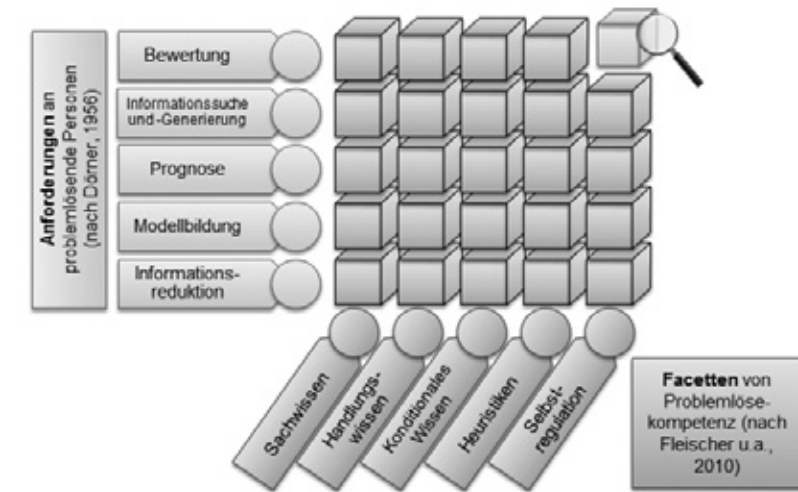 Anforderungen an
problemlösende Personen
(nach Dörner, 1956)
Bewertung
Informationssuche
und -Generierung
Prognose
Modellbildung
Informations-
reduktion
Sachwissen
Handlungs-
wissen
Konditionales
Wissen
Heuristiken
Selbst-
regulation
Facetten von
Problemlöse-
kompetenz (nach
Fleischer u.a.,
2010)